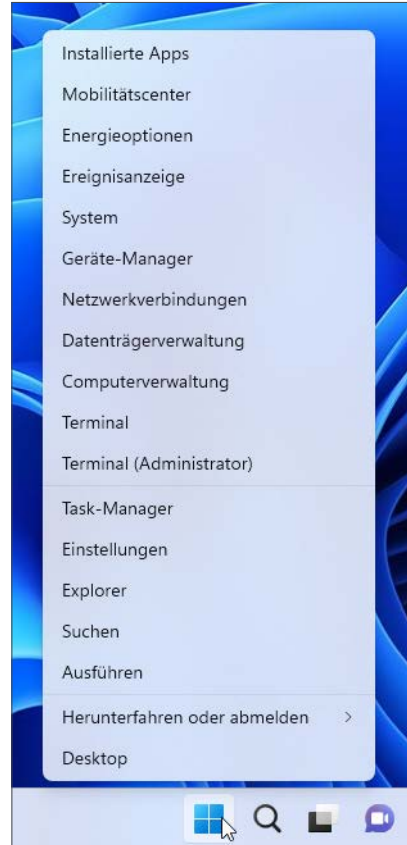 Installierte Apps
Mobilitätscenter
Energieoptionen
Ereignisanzeige
System
Geräte-Manager
Netzwerkverbindungen
Datenträgerverwaltung
Computerverwaltung
Terminal
Terminal (Administrator)
Task-Manager
Einstellungen
Explorer
Suchen
Ausführen
Herunterfahren oder abmelden
Desktop